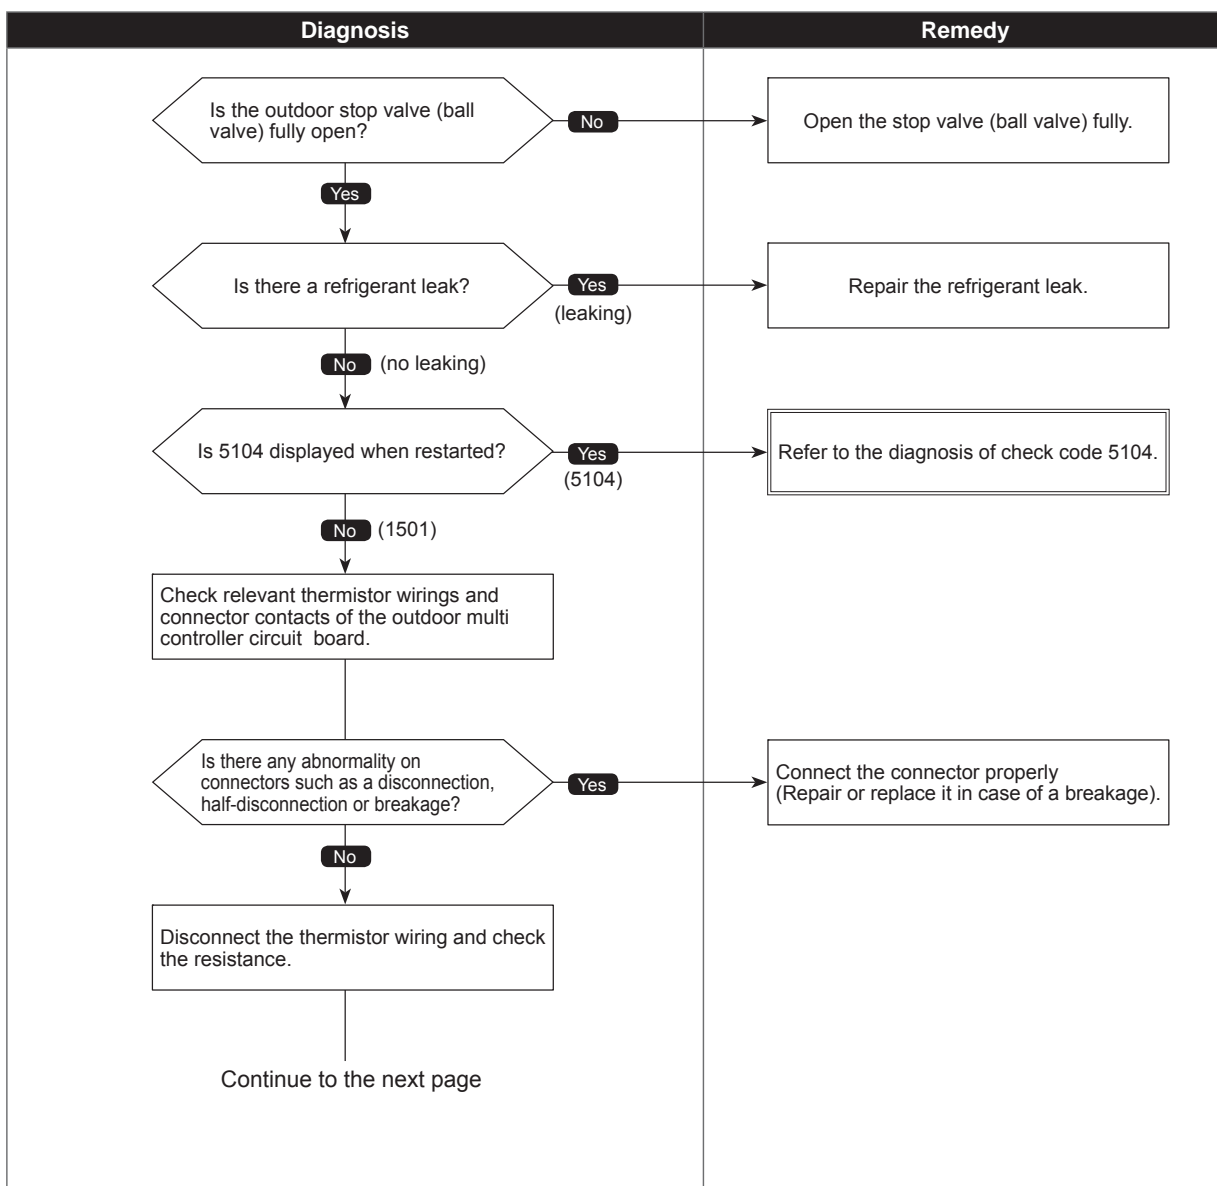 Diagnosis
Remedy
Is the outdoor stop valve (ball
valve) fully open?
No
Open the stop valve (ball valve) fully.
Yes
Is there a refrigerant leak?
Yes
(leaking)
Repair the refrigerant leak.
No (no leaking)
Is 5104 displayed when restarted?
Yes
(5104)
Refer to the diagnosis of check code 5104.
No (1501)
Check relevant thermistor wirings and
connector contacts of the outdoor multi
controller circuit board.
Is there any abnormality on
connectors such as a disconnection,
half-disconnection or breakage?
Yes
Connect the connector properly
(Repair or replace it in case of a breakage).
No
Disconnect the thermistor wiring and check
the resistance.
Continue to the next page